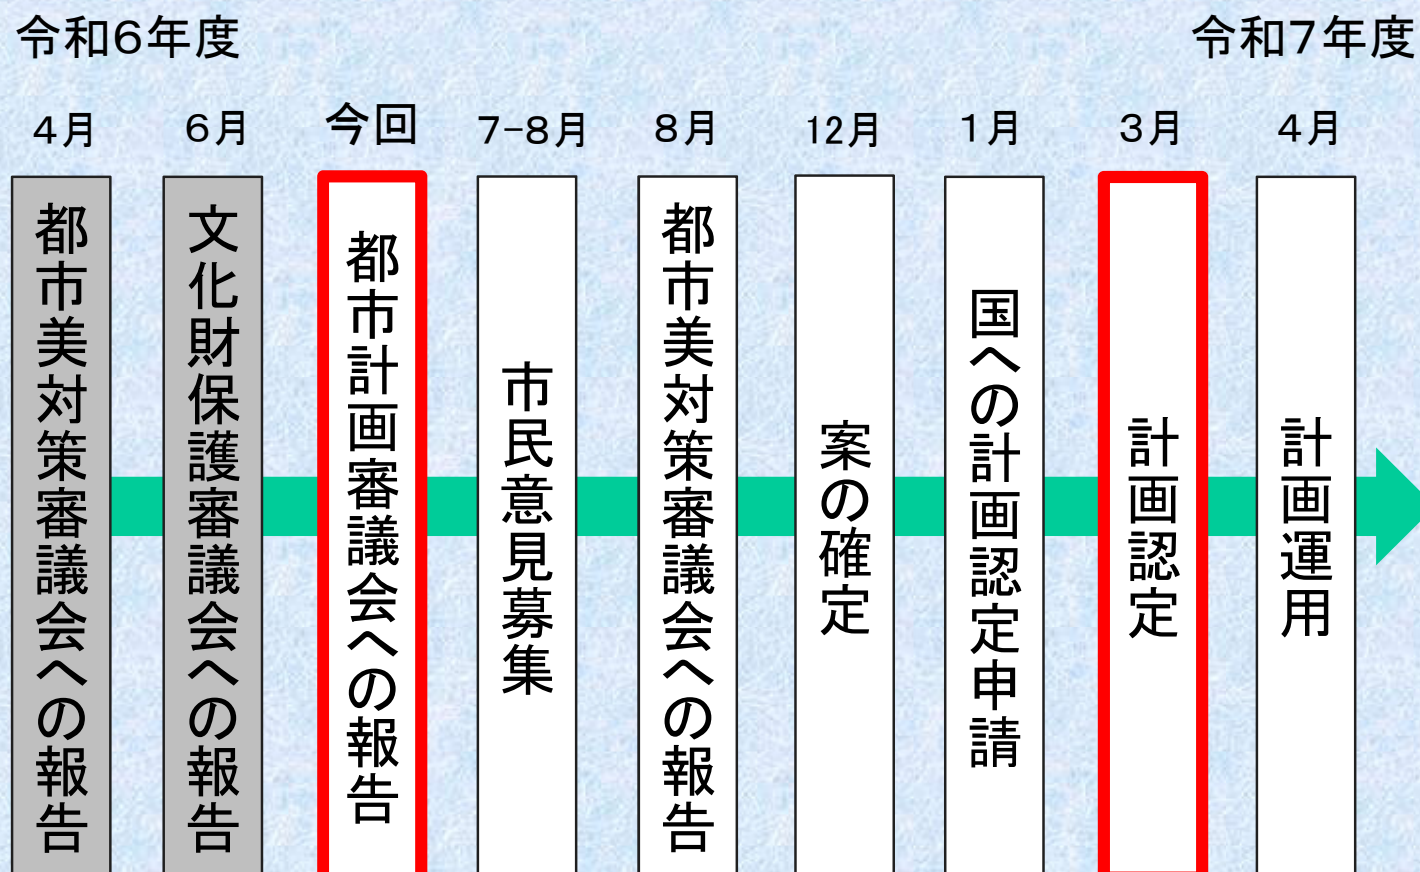 令和6年度
令和7年度
4月
6月
今回
7-8月
8月
12月
1月
3月
4月
都市美対策審議会への報告
文化財保護審議会への報告
都市計画審議会への報告
市民意見募集
都市美対策審議会への報告
案の確定
国への計画認定申請
計画認定
計画運用